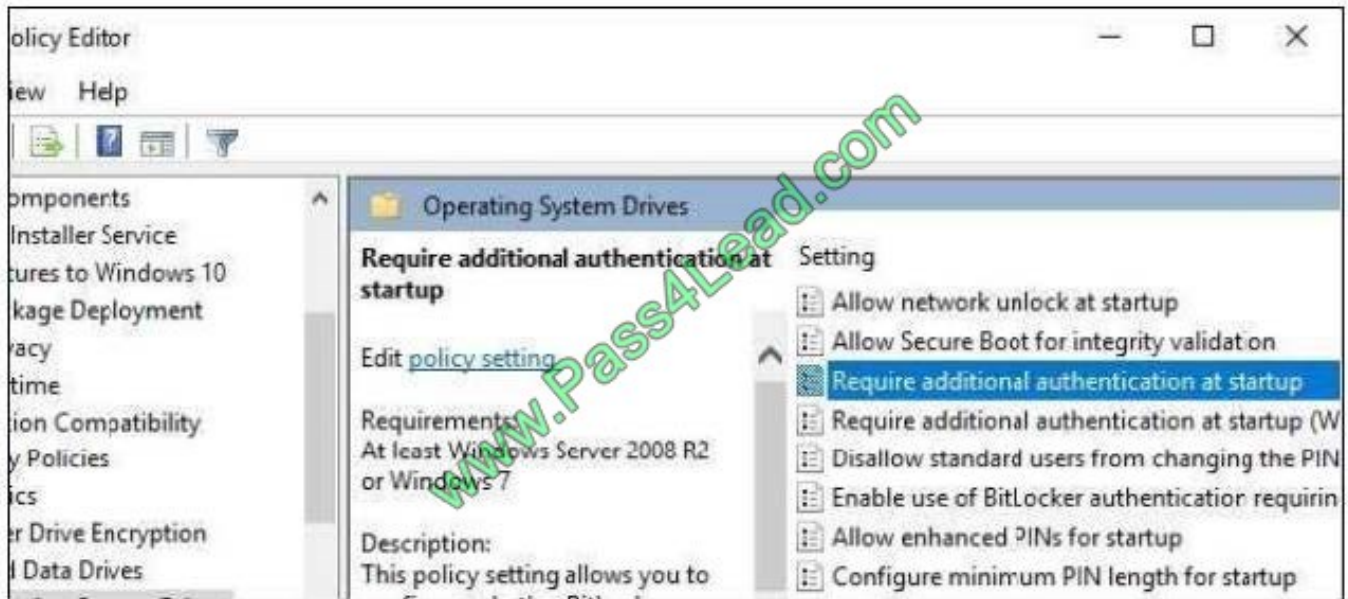 olicy Editor
iew Help
omponents
Installer Service
tures to Windows 10
kage Deployment
vacy
time
tion Compatibility
y Policies
ics
er Drive Encryption
d Data Drives
Operating System Drives
Require additional authentication at
startup
Edit policy setting
Requirements:
At least Windows Server 2008 R2
or Windows 7
Description:
This policy setting allows you to
Setting
Allow network unlock at startup
Allow Secure Boot for integrity validation
Require additional authentication at startup
Require additional authentication at startup (W
Disallow standard users from changing the PIN
Enable use of BitLocker authentication requirin
Allow enhanced PINs for startup
Configure minimum PIN length for startup
www.Pass4Lead.com